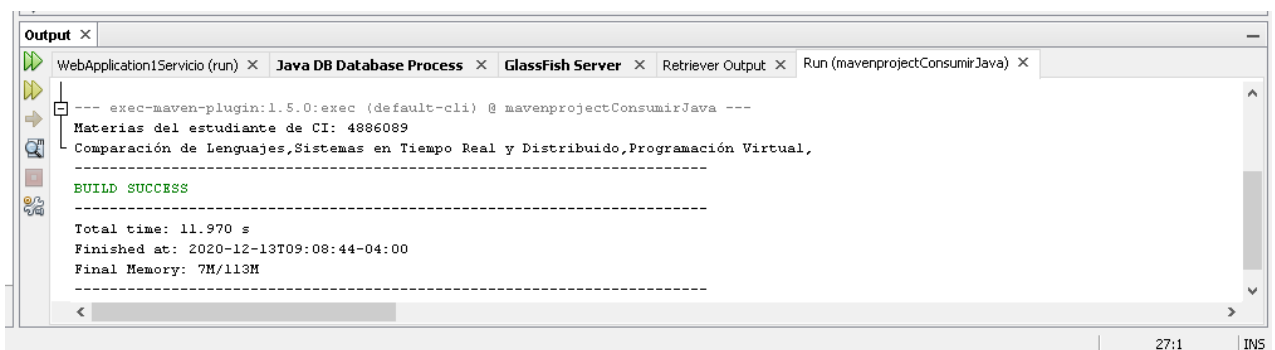 Output
WebApplication1Servicio (run) Java DB Database Process GlassFish Server Retriever Output Run (mavenprojectConsumirJava)
--- exec-maven-plugin:1.5.0:exec (default-cli) @ mavenprojectConsumirJava ---
Materias del estudiante de CI: 4886089
Comparación de Lenguajes,Sistemas en Tiempo Real y Distribuido,Programación Virtual,
------------------------------------------------------------------------
BUILD SUCCESS
------------------------------------------------------------------------
Total time: 11.970 s
Finished at: 2020-12-13T09:08:44-04:00
Final Memory: 7M/113M
------------------------------------------------------------------------
27:1 INS